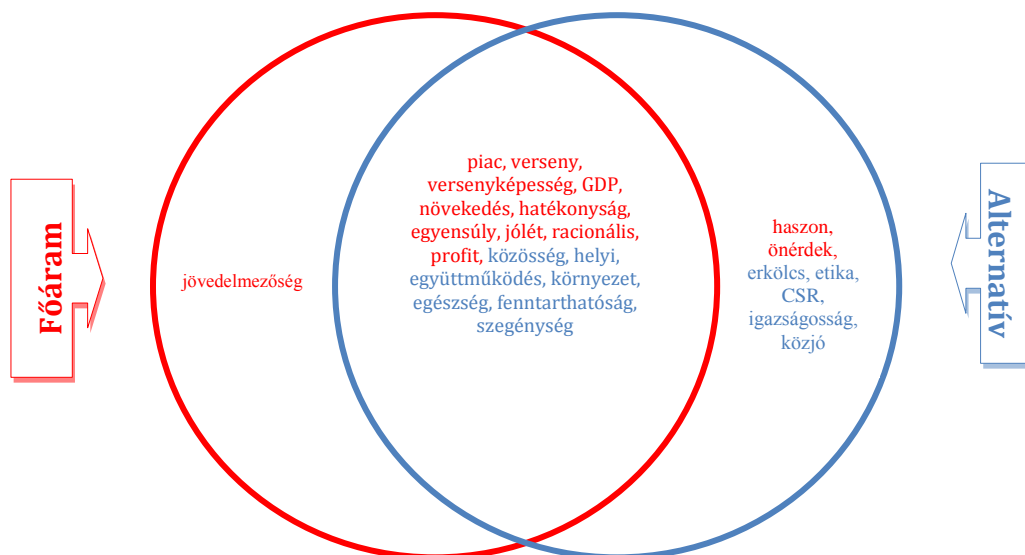 Főáram
jövedelmezőség
piac, verseny,
versenyképesség, GDP,
növekedés, hatékonyság,
egyensúly, jólét, racionális,
profit, közösség, helyi,
együttműködés, környezet,
egészség, fenntarthatóság,
szegénység
haszon,
önérdek,
erkölcs, etika,
CSR,
igazságosság,
közjó
Alternatív